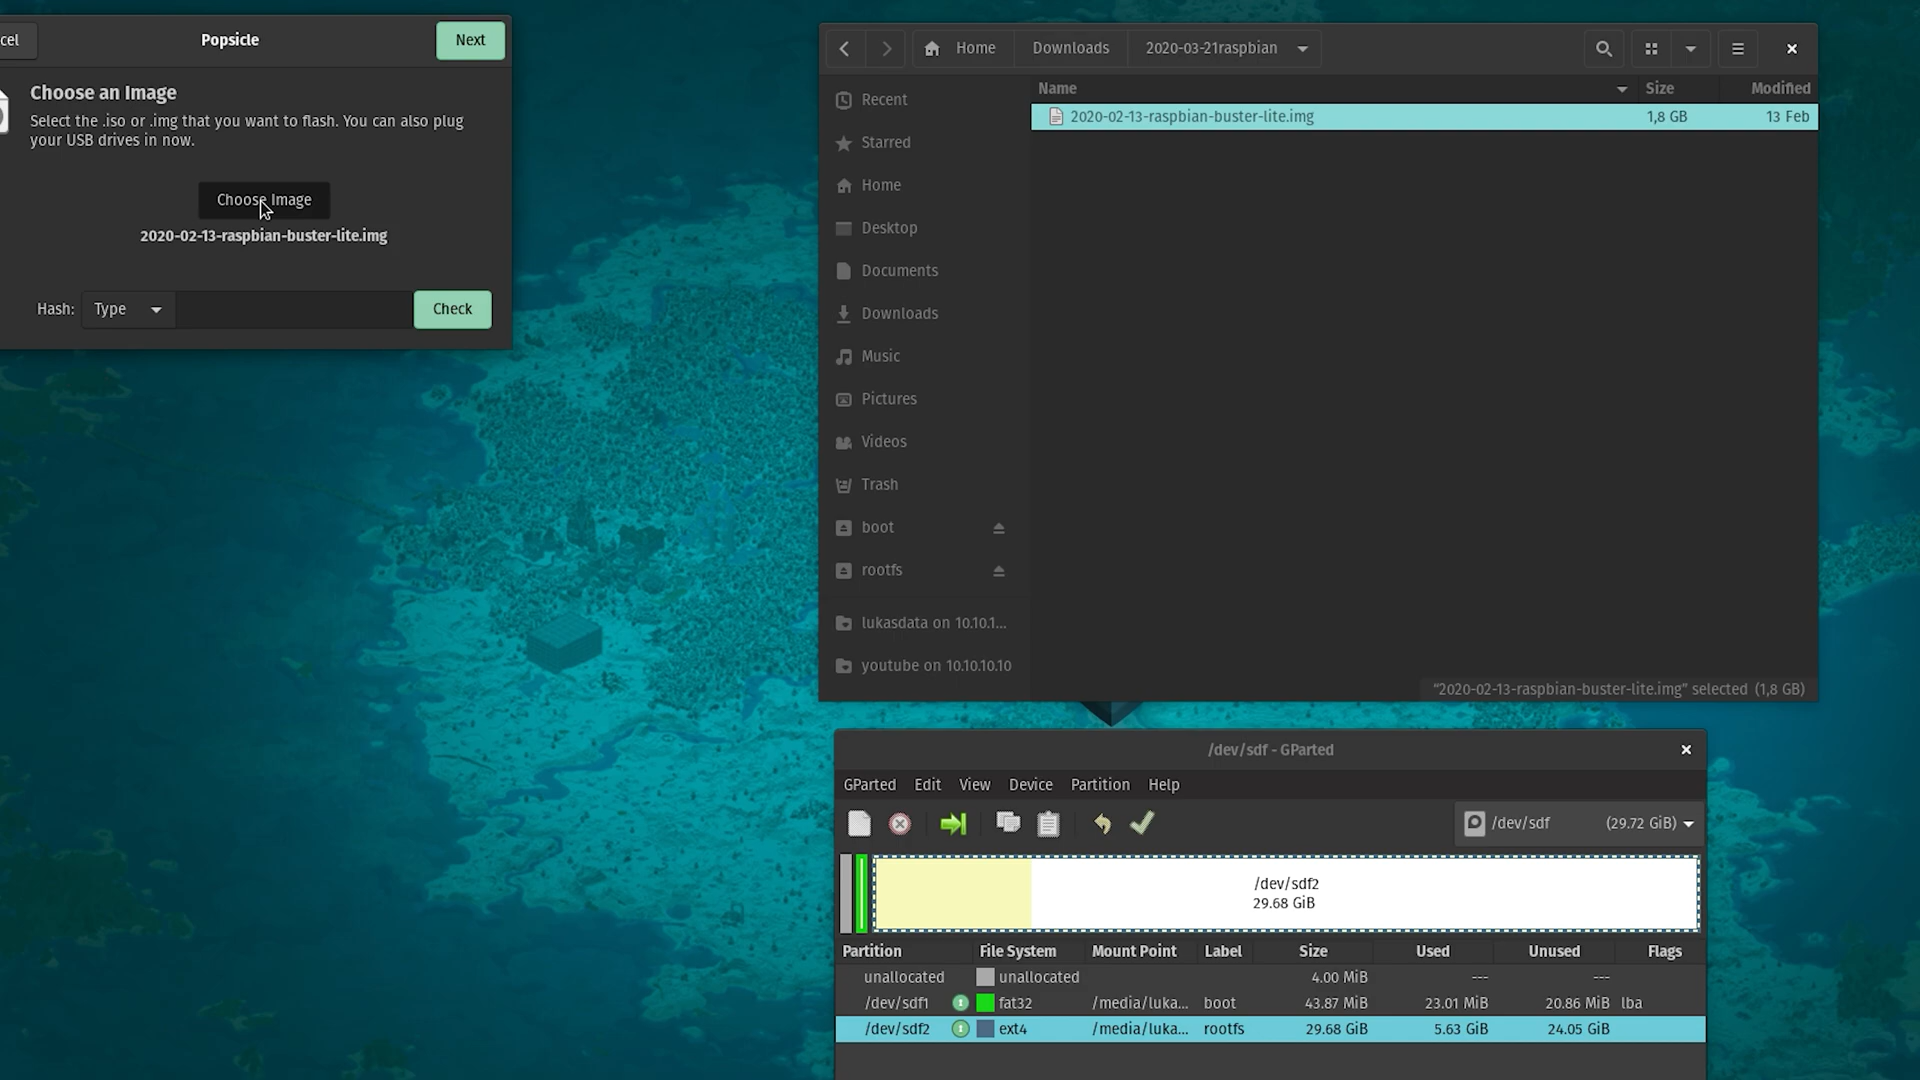 cel
Popsicle
Next
Choose an Image
Select the .iso or .img that you want to flash. You can also plug
your USB drives in now.
Choose Image
2020-02-13-raspbian-buster-lite.img
Hash:
Type
Check
Home
Downloads
2020-03-21raspbian
Name
Size
Modified
2020-02-13-raspbian-buster-lite.img
1,8 GB
13 Feb
Recent
Starred
Home
Desktop
Documents
Downloads
Music
Pictures
Videos
Trash
boot
rootfs
lukasdata on 10.10.1...
youtube on 10.10.10.10
"2020-02-13-raspbian-buster-lite.img" selected (1,8 GB)
/dev/sdf - GParted
GParted Edit View Device Partition Help
/dev/sdf (29.72 GiB)
/dev/sdf2
29.68 GiB
Partition File System Mount Point Label Size Used Unused Flags
unallocated unallocated 4.00 MiB --- ---
/dev/sdf1 fat32 /media/luka... boot 43.87 MiB 23.01 MiB 20.86 MiB lba
/dev/sdf2 ext4 /media/luka... rootfs 29.68 GiB 5.63 GiB 24.05 GiB